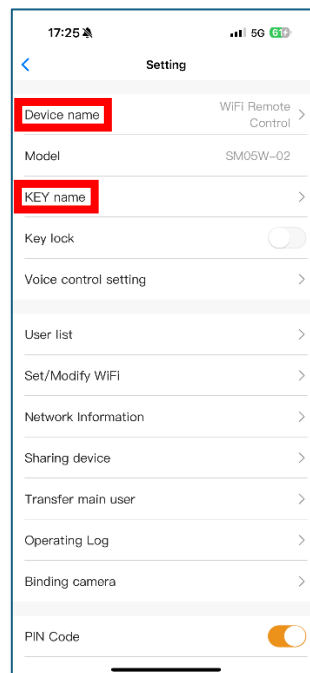 17:25 5G 61
Setting
Device name WiFi Remote Control
Model SM05W-02
KEY name
Key lock
Voice control setting
User list
Set/Modify WiFi
Network Information
Sharing device
Transfer main user
Operating Log
Binding camera
PIN Code